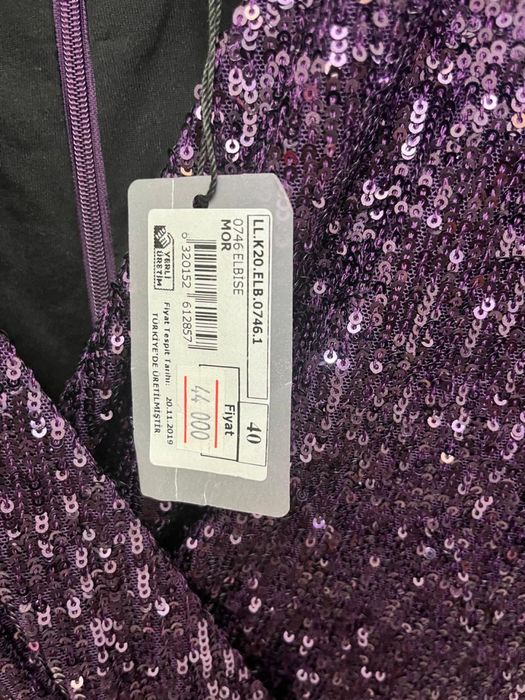 LL.K20.ELB.0746.1
0746 ELBİSE
MOR
40
Fiyat
44 000
6 320152 612857
YERLİ
ÜRETİM
Fiyat Tespit Tarihi: 20.11.2019
TÜRKİYE'DE ÜRETİLMİŞTİR